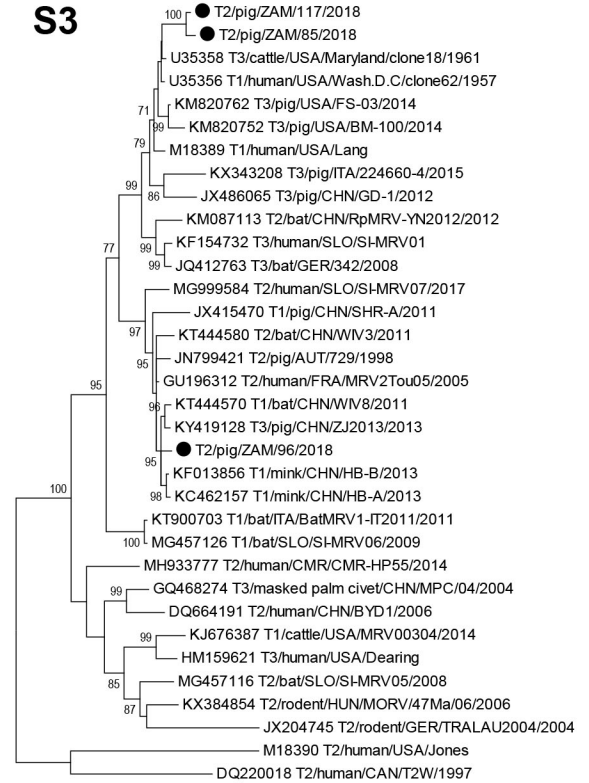 S3
100
T2/pig/ZAM/117/2018
T2/pig/ZAM/85/2018
U35358 T3/cattle/USA/Maryland/clone18/1961
U35356 T1/human/USA/Wash.D.C/clone62/1957
71
KM820762 T3/pig/USA/FS-03/2014
99
KM820752 T3/pig/USA/BM-100/2014
79
M18389 T1/human/USA/Lang
KX343208 T3/pig/ITA/224660-4/2015
99
86
JX486065 T3/pig/CHN/GD-1/2012
KM087113 T2/bat/CHN/RpMRV-YN2012/2012
77
99
KF154732 T3/human/SLO/SI-MRV01
99
JQ412763 T3/bat/GER/342/2008
MG999584 T2/human/SLO/SI-MRV07/2017
JX415470 T1/pig/CHN/SHR-A/2011
97
KT444580 T2/bat/CHN/WIV3/2011
95
JN799421 T2/pig/AUT/729/1998
95
GU196312 T2/human/FRA/MRV2Tou05/2005
96
KT444570 T1/bat/CHN/WIV8/2011
KY419128 T3/pig/CHN/ZJ2013/2013
T2/pig/ZAM/96/2018
95
KF013856 T1/mink/CHN/HB-B/2013
100
98
KC462157 T1/mink/CHN/HB-A/2013
KT900703 T1/bat/ITA/BatMRV1-IT2011/2011
100
MG457126 T1/bat/SLO/SI-MRV06/2009
MH933777 T2/human/CMR/CMR-HP55/2014
99
GQ468274 T3/masked palm civet/CHN/MPC/04/2004
DQ664191 T2/human/CHN/BYD1/2006
99
KJ676387 T1/cattle/USA/MRV00304/2014
HM159621 T3/human/USA/Dearing
85
MG457116 T2/bat/SLO/SI-MRV05/2008
87
KX384854 T2/rodent/HUN/MORV/47Ma/06/2006
JX204745 T2/rodent/GER/TRALAU2004/2004
M18390 T2/human/USA/Jones
DQ220018 T2/human/CAN/T2W/1997